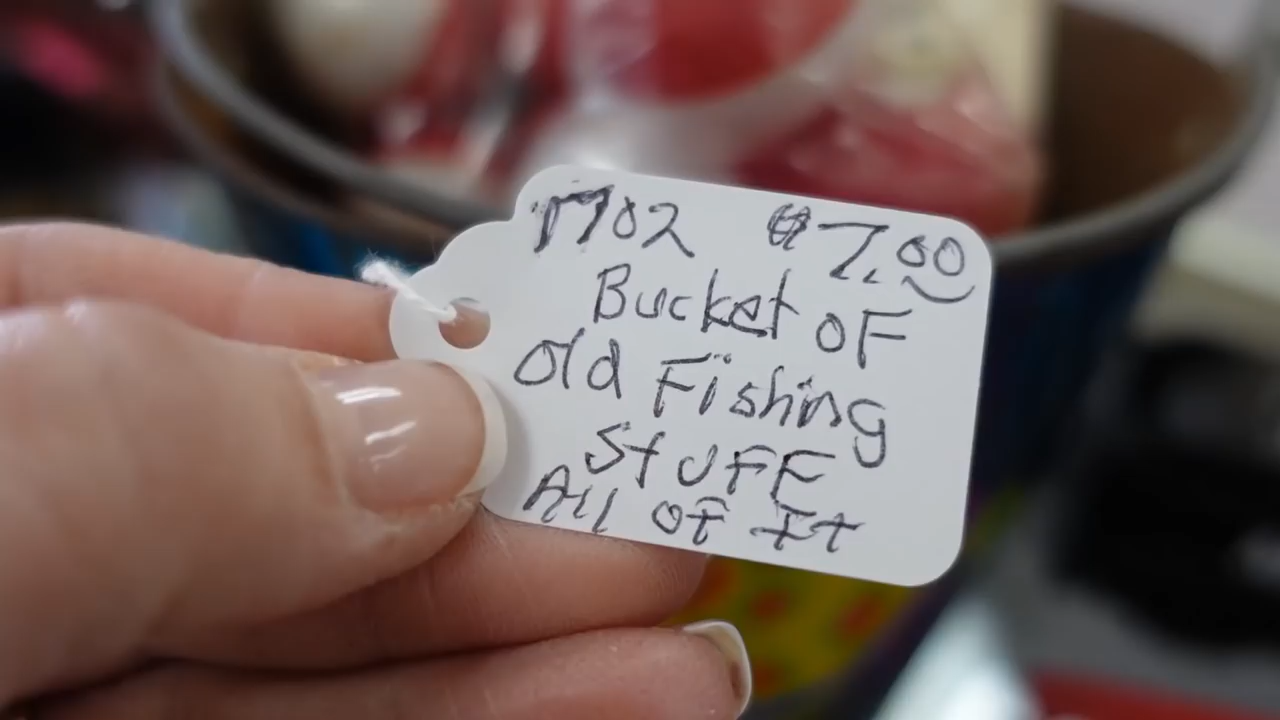 1702 $7.00
Bucket oF
old Fishing
StuFF
All oF It